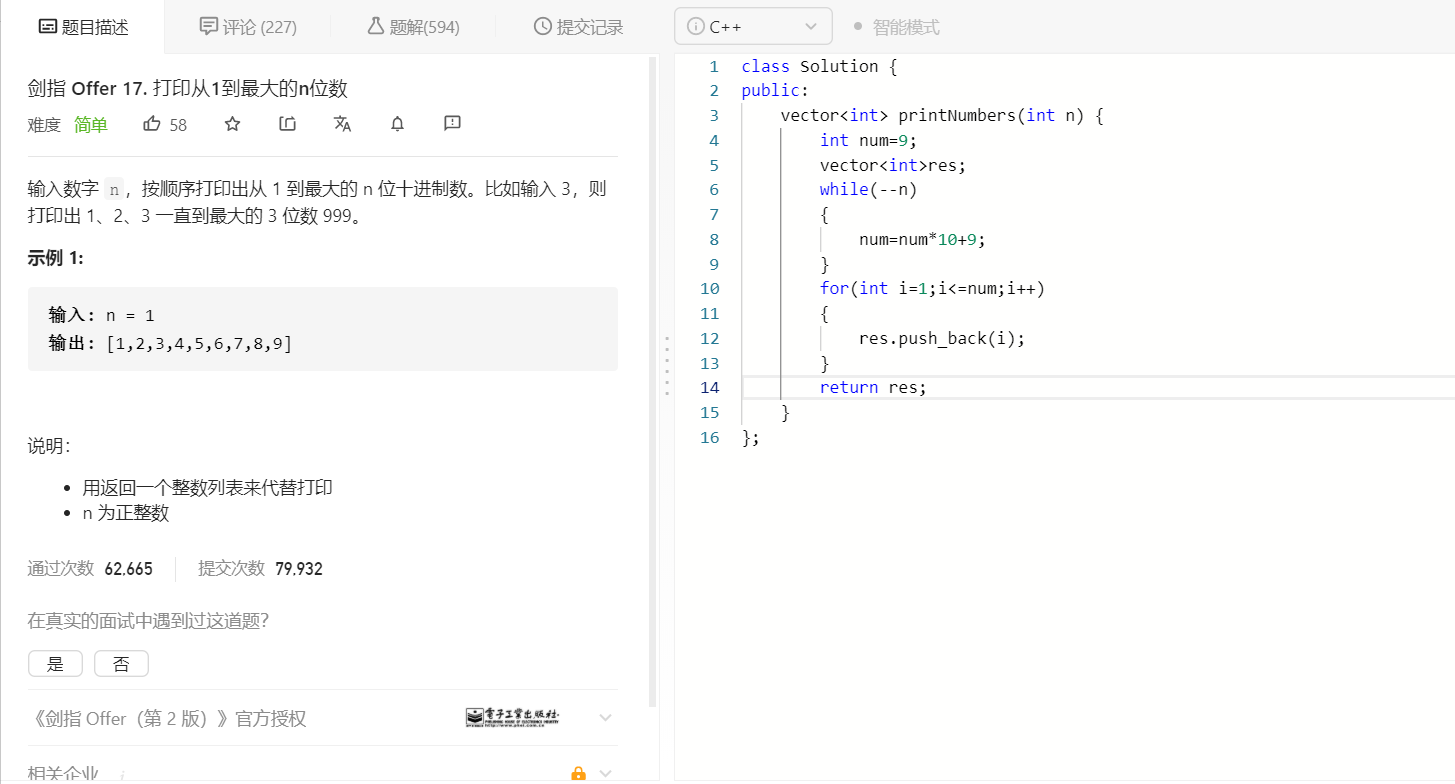 题目描述
评论 (227)
题解(594)
提交记录
C++
智能模式
剑指 Offer 17. 打印从1到最大的n位数
难度 简单 58
输入数字 n，按顺序打印出从 1 到最大的 n 位十进制数。比如输入 3，则
打印出 1、2、3 一直到最大的 3 位数 999。
示例 1:
输入: n = 1
输出: [1,2,3,4,5,6,7,8,9]
说明：
用返回一个整数列表来代替打印
n 为正整数
通过次数 62,665 提交次数 79,932
在真实的面试中遇到过这道题？
是 否
《剑指 Offer（第 2 版）》官方授权
电子工业出版社
相关企业 i
1 class Solution {
2 public:
3 vector<int> printNumbers(int n) {
4 int num=9;
5 vector<int>res;
6 while(--n)
7 {
8 num=num*10+9;
9 }
10 for(int i=1;i<=num;i++)
11 {
12 res.push_back(i);
13 }
14 return res;
15 }
16 };